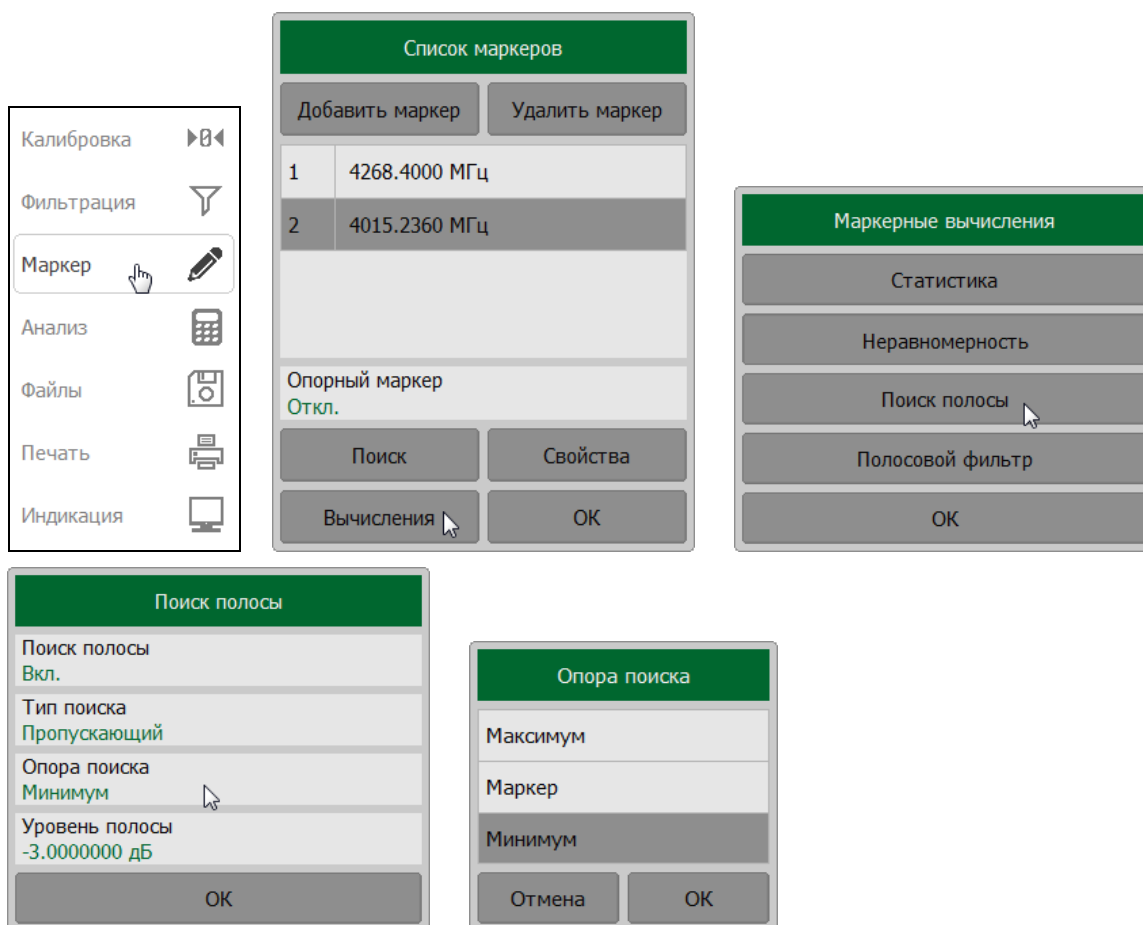 Калибровка
Фильтрация
Маркер
Анализ
Файлы
Печать
Индикация
Список маркеров
Добавить маркер
Удалить маркер
1 4268.4000 МГц
2 4015.2360 МГц
Опорный маркер
Откл.
Поиск
Свойства
Вычисления
ОК
Маркерные вычисления
Статистика
Неравномерность
Поиск полосы
Полосовой фильтр
ОК
Поиск полосы
Поиск полосы
Вкл.
Тип поиска
Пропускающий
Опора поиска
Минимум
Уровень полосы
-3.0000000 дБ
ОК
Опора поиска
Максимум
Маркер
Минимум
Отмена
ОК